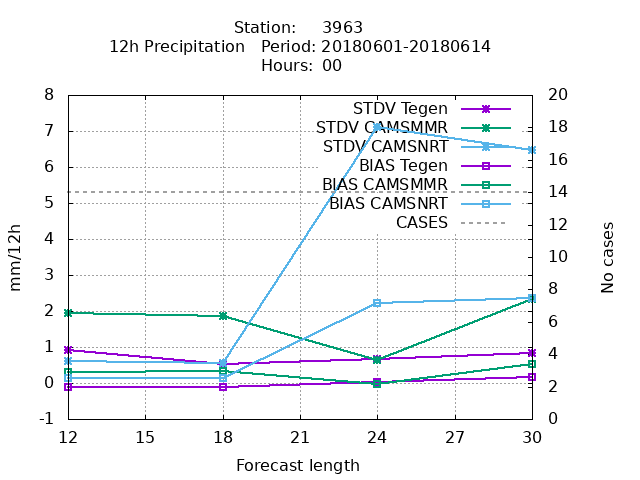 Station: 3963
12h Precipitation Period: 20180601-20180614
Hours: 00
8
7
6
5
4
3
2
1
0
-1
mm/12h
STDV Tegen
STDV CAMSMMR
STDV CAMSNRT
BIAS Tegen
BIAS CAMSMMR
BIAS CAMSNRT
CASES
20
18
16
14
12
10
8
6
4
2
0
No cases
12 15 18 21 24 27 30
Forecast length